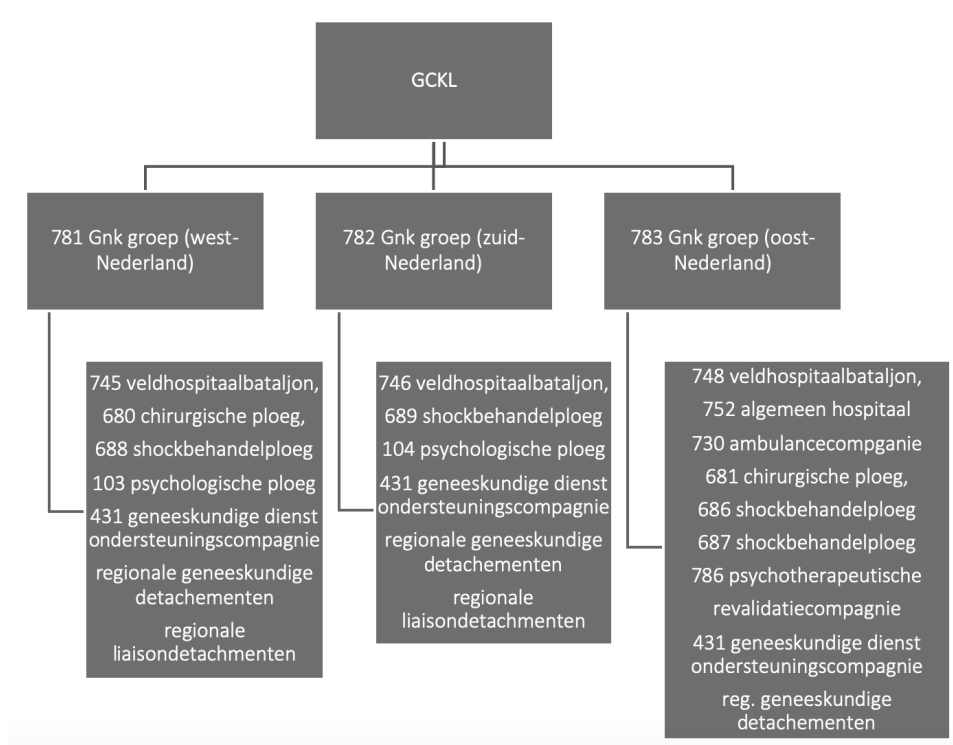 GCKL
781 Gnk groep (west-
Nederland)
782 Gnk groep (zuid-
Nederland)
783 Gnk groep (oost-
Nederland)
745 veldhospitaalbataljon,
680 chirurgische ploeg,
688 shockbehandelploeg
103 psychologische ploeg
431 geneeskundige dienst
ondersteuningscompagnie
regionale geneeskundige
detachementen
regionale
liaisondetachmenten
746 veldhospitaalbataljon,
689 shockbehandelploeg
104 psychologische ploeg
431 geneeskundige dienst
ondersteuningscompagnie
regionale geneeskundige
detachementen
regionale
liaisondetachmenten
748 veldhospitaalbataljon,
752 algemeen hospitaal
730 ambulancecompganie
681 chirurgische ploeg,
686 shockbehandelploeg
687 shockbehandelploeg
786 psychotherapeutische
revalidatiecompagnie
431 geneeskundige dienst
ondersteuningscompagnie
reg. geneeskundige
detachementen